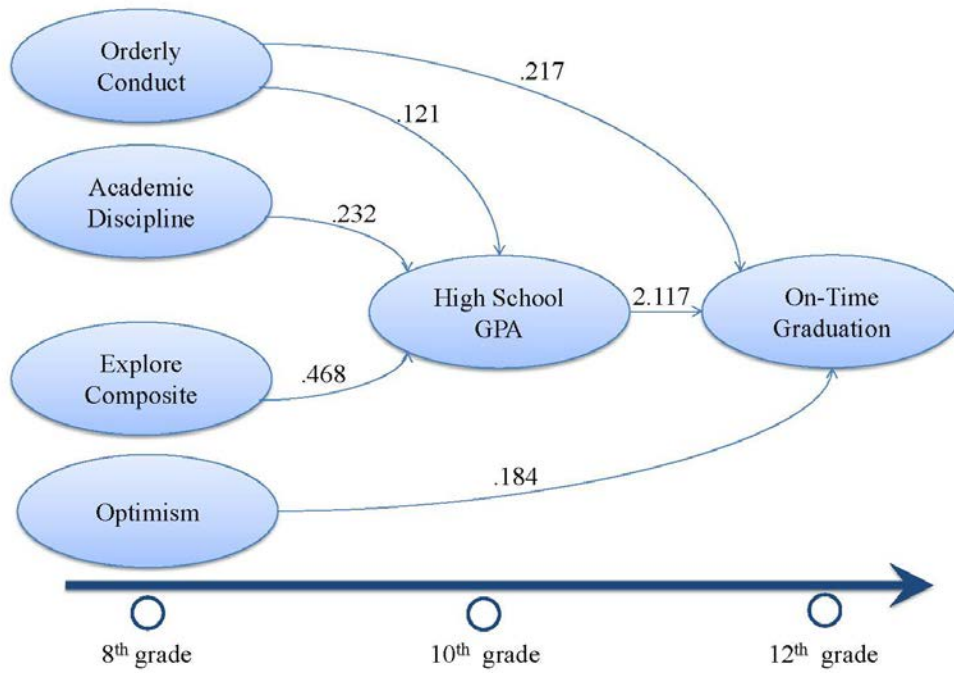 Orderly
Conduct
.217
.121
Academic
Discipline
.232
High School
GPA
2.117
On-Time
Graduation
Explore
Composite
.468
Optimism
.184
8th grade
10th grade
12th grade